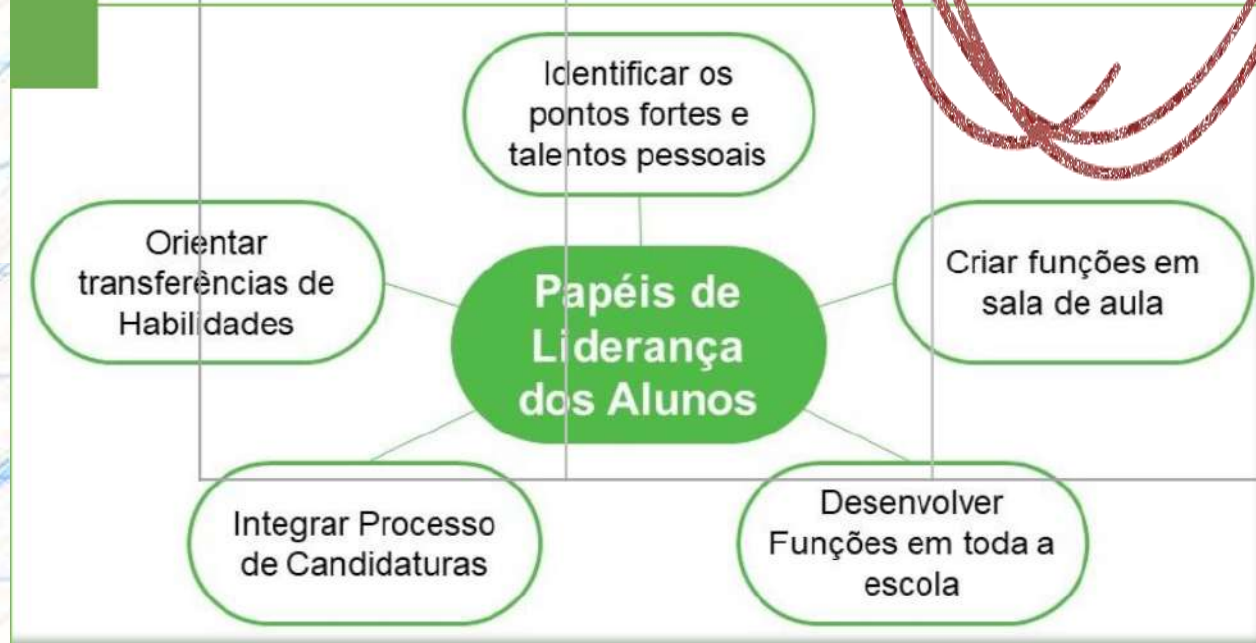 Identificar os
pontos fortes e
talentos pessoais
Orientar
transferências de
Habilidades
Papéis de
Liderança
dos Alunos
Criar funções em
sala de aula
Integrar Processo
de Candidaturas
Desenvolver
Funções em toda a
escola